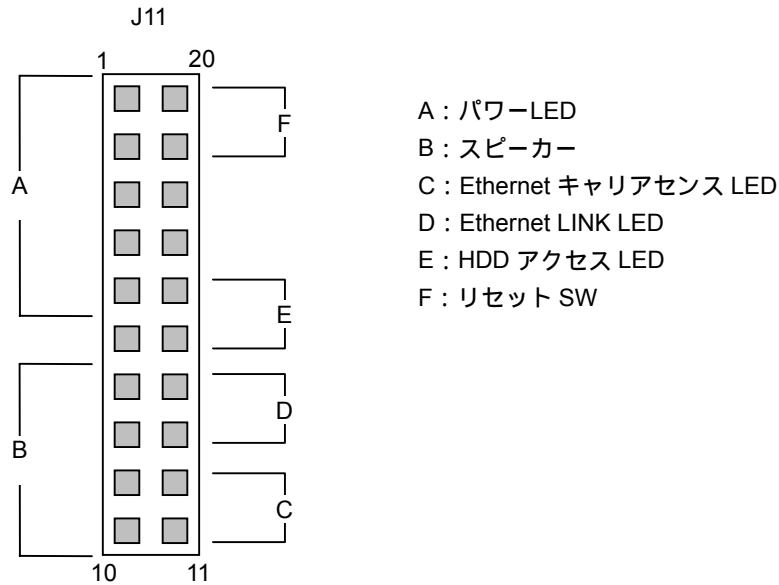 J11
1 20
A
B
F
E
D
C
10 11
A：パワーLED
B：スピーカー
C：Ethernet キャリアセンス LED
D：Ethernet LINK LED
E：HDD アクセス LED
F：リセット SW